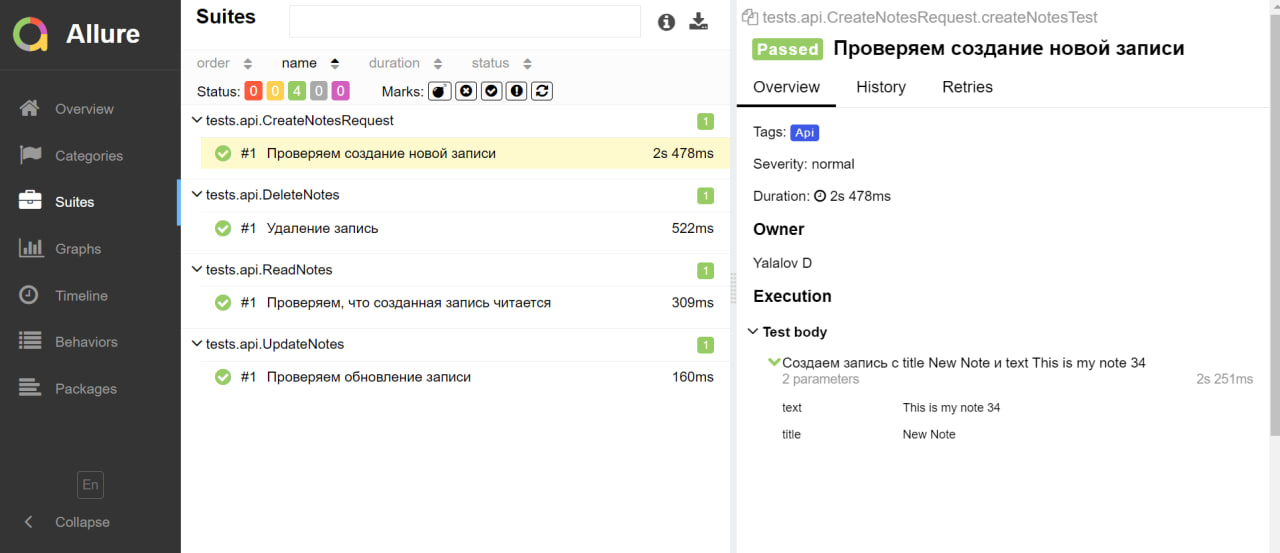 Allure
Overview
Categories
Suites
Graphs
Timeline
Behaviors
Packages
En
Collapse
Suites
order name duration status
Status: 0 0 4 0 0 Marks:
tests.api.CreateNotesRequest 1
#1 Проверяем создание новой записи 2s 478ms
tests.api.DeleteNotes 1
#1 Удаление запись 522ms
tests.api.ReadNotes 1
#1 Проверяем, что созданная запись читается 309ms
tests.api.UpdateNotes 1
#1 Проверяем обновление записи 160ms
tests.api.CreateNotesRequest.createNotesTest
Passed Проверяем создание новой записи
Overview History Retries
Tags: Api
Severity: normal
Duration: 2s 478ms
Owner
Yalalov D
Execution
Test body
Создаем запись с title New Note и text This is my note 34
2 parameters 2s 251ms
text This is my note 34
title New Note